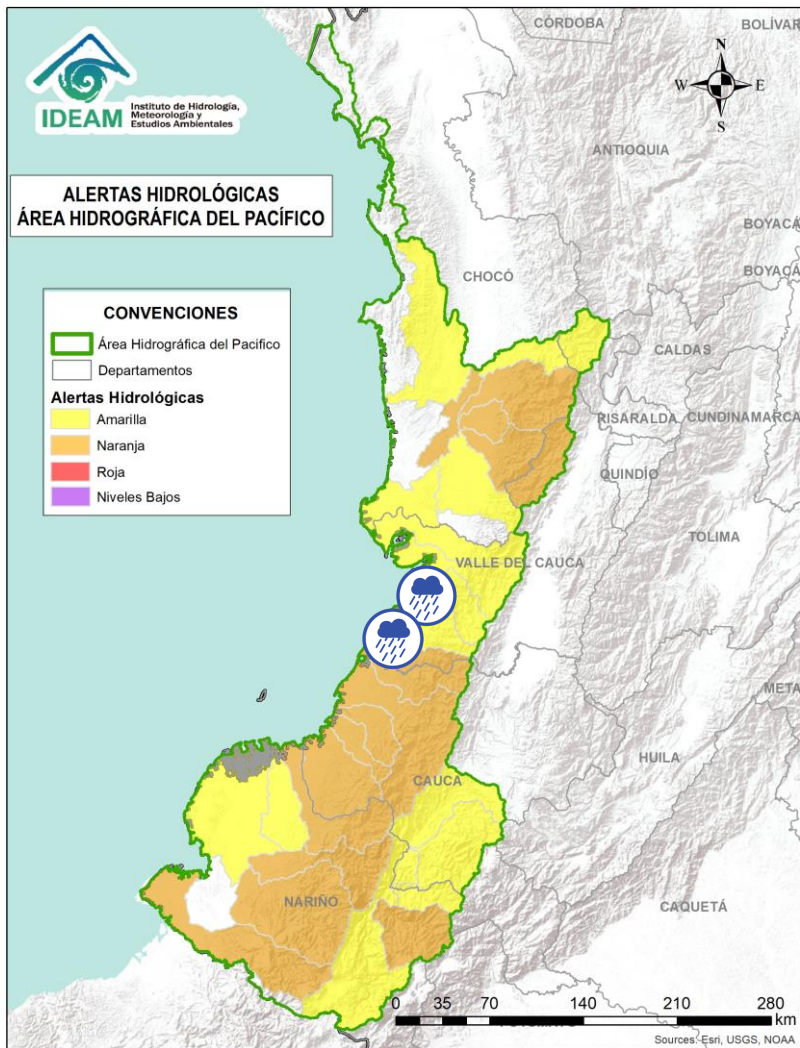 IDEAM
Instituto de Hidrología,
Meteorología y
Estudios Ambientales
ALERTAS HIDROLÓGICAS
ÁREA HIDROGRÁFICA DEL PACÍFICO
CONVENCIONES
Área Hidrográfica del Pacifico
Departamentos
Alertas Hidrológicas
Amarilla
Naranja
Roja
Niveles Bajos
N
W E
S
CÓRDOBA
BOLÍVAR
ANTIOQUIA
BOYACÁ
CHOCÓ
BOYACÁ
CALDAS
RISARALDA
CUNDINAMARCA
QUINDÍO
TOLIMA
VALLE DEL CAUCA
META
HUILA
CAUCA
NARIÑO
CAQUETÁ
0 35 70 140 210 280
km
Sources: Esri, USGS, NOAA